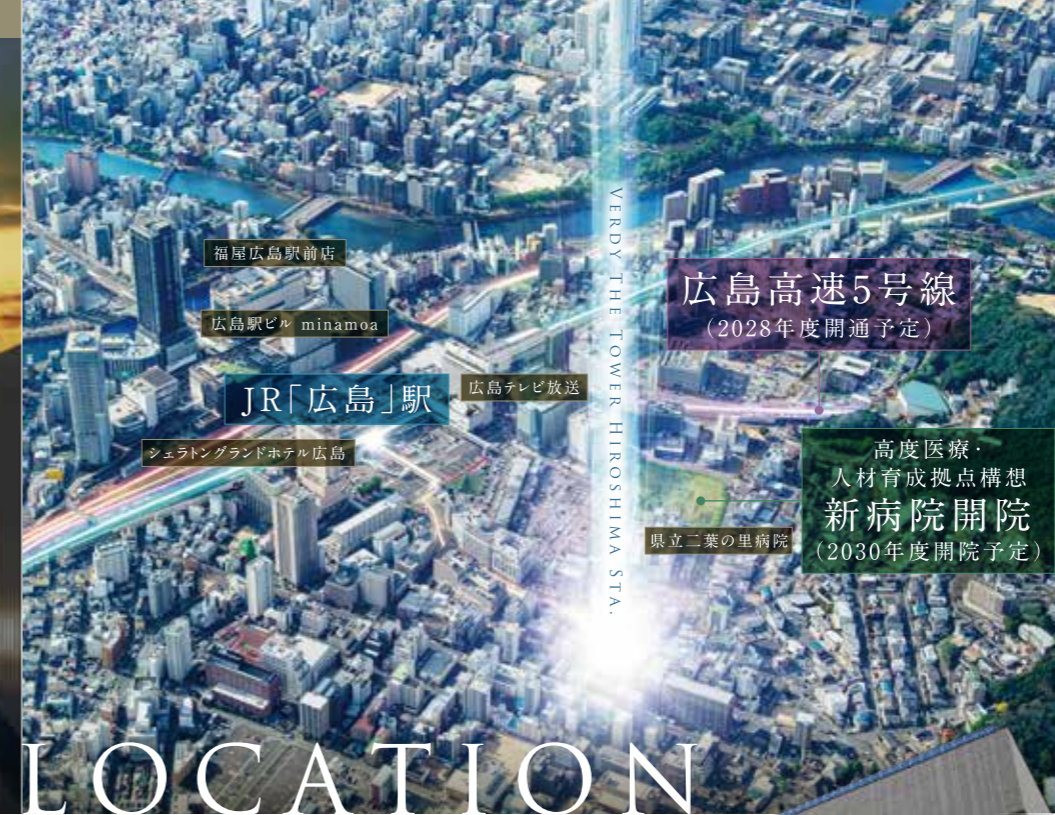 福屋広島駅前店
広島駅ビル minamoa
JR「広島」駅
広島テレビ放送
シェラトングランドホテル広島
VERDY THE TOWER HIROSHIMA STA.
広島高速5号線
（2028年度開通予定）
高度医療・
人材育成拠点構想
新病院開院
（2030年度開院予定）
県立二葉の里病院
LOCATION